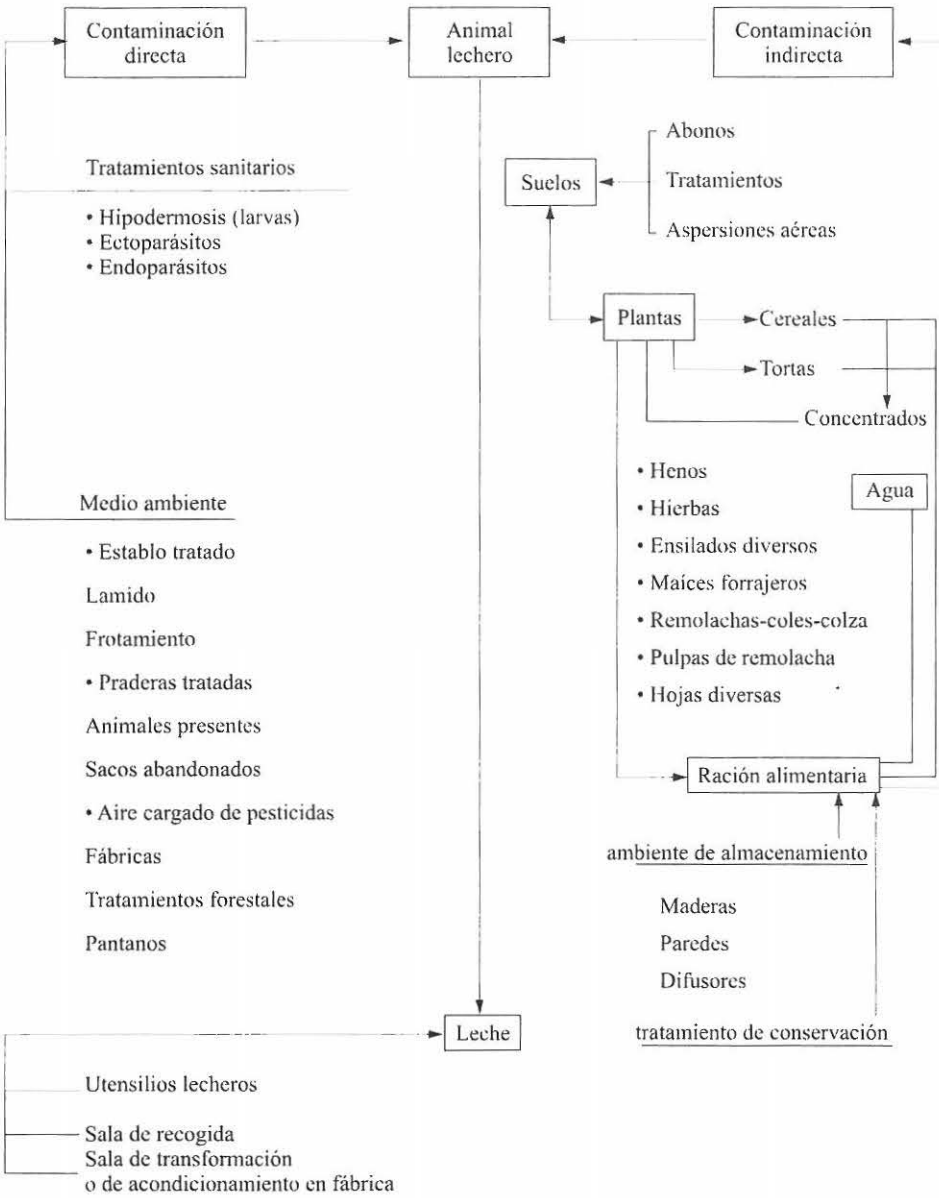 Contaminación
directa
Animal
lechero
Contaminación
indirecta
Tratamientos sanitarios
• Hipodermosis (larvas)
• Ectoparásitos
• Endoparásitos
Suelos
Abonos
Tratamientos
Aspersiones aéreas
Plantas
Cereales
Tortas
Concentrados
• Henos
• Hierbas
• Ensilados diversos
• Maíces forrajeros
• Remolachas-coles-colza
• Pulpas de remolacha
• Hojas diversas
Agua
Medio ambiente
• Establo tratado
Lamido
Frotamiento
• Praderas tratadas
Animales presentes
Sacos abandonados
• Aire cargado de pesticidas
Fábricas
Tratamientos forestales
Pantanos
Ración alimentaria
ambiente de almacenamiento
Maderas
Paredes
Difusores
tratamiento de conservación
Leche
Utensilios lecheros
Sala de recogida
Sala de transformación
o de acondicionamiento en fábrica